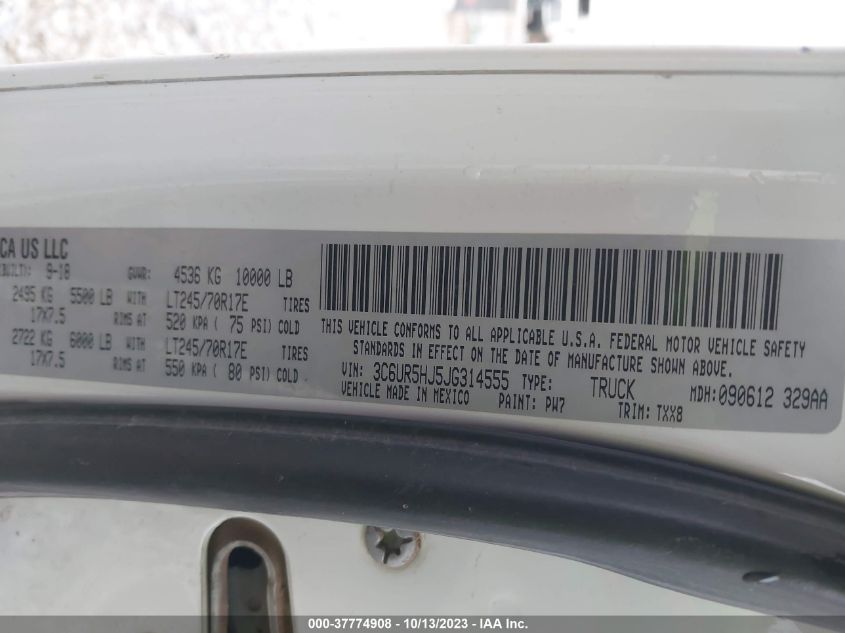 CA US LLC
9-18 GVWR: 4536 KG 10000 LB
2495 KG 5500 LB WITH LT245/70R17E TIRES
17X7.5 RIMS AT 520 KPA ( 75 PSI) COLD
2722 KG 6000 LB WITH LT245/70R17E TIRES
17X7.5 RIMS AT 550 KPA ( 80 PSI) COLD
THIS VEHICLE CONFORMS TO ALL APPLICABLE U.S.A. FEDERAL MOTOR VEHICLE SAFETY
STANDARDS IN EFFECT ON THE DATE OF MANUFACTURE SHOWN ABOVE.
VIN: 3C6UR5HJ5JG314555 TYPE: TRUCK MDH:090612 329AA
VEHICLE MADE IN MEXICO PAINT: PW7 TRIM: TXX8
000-37774908 - 10/13/2023 - IAA Inc.